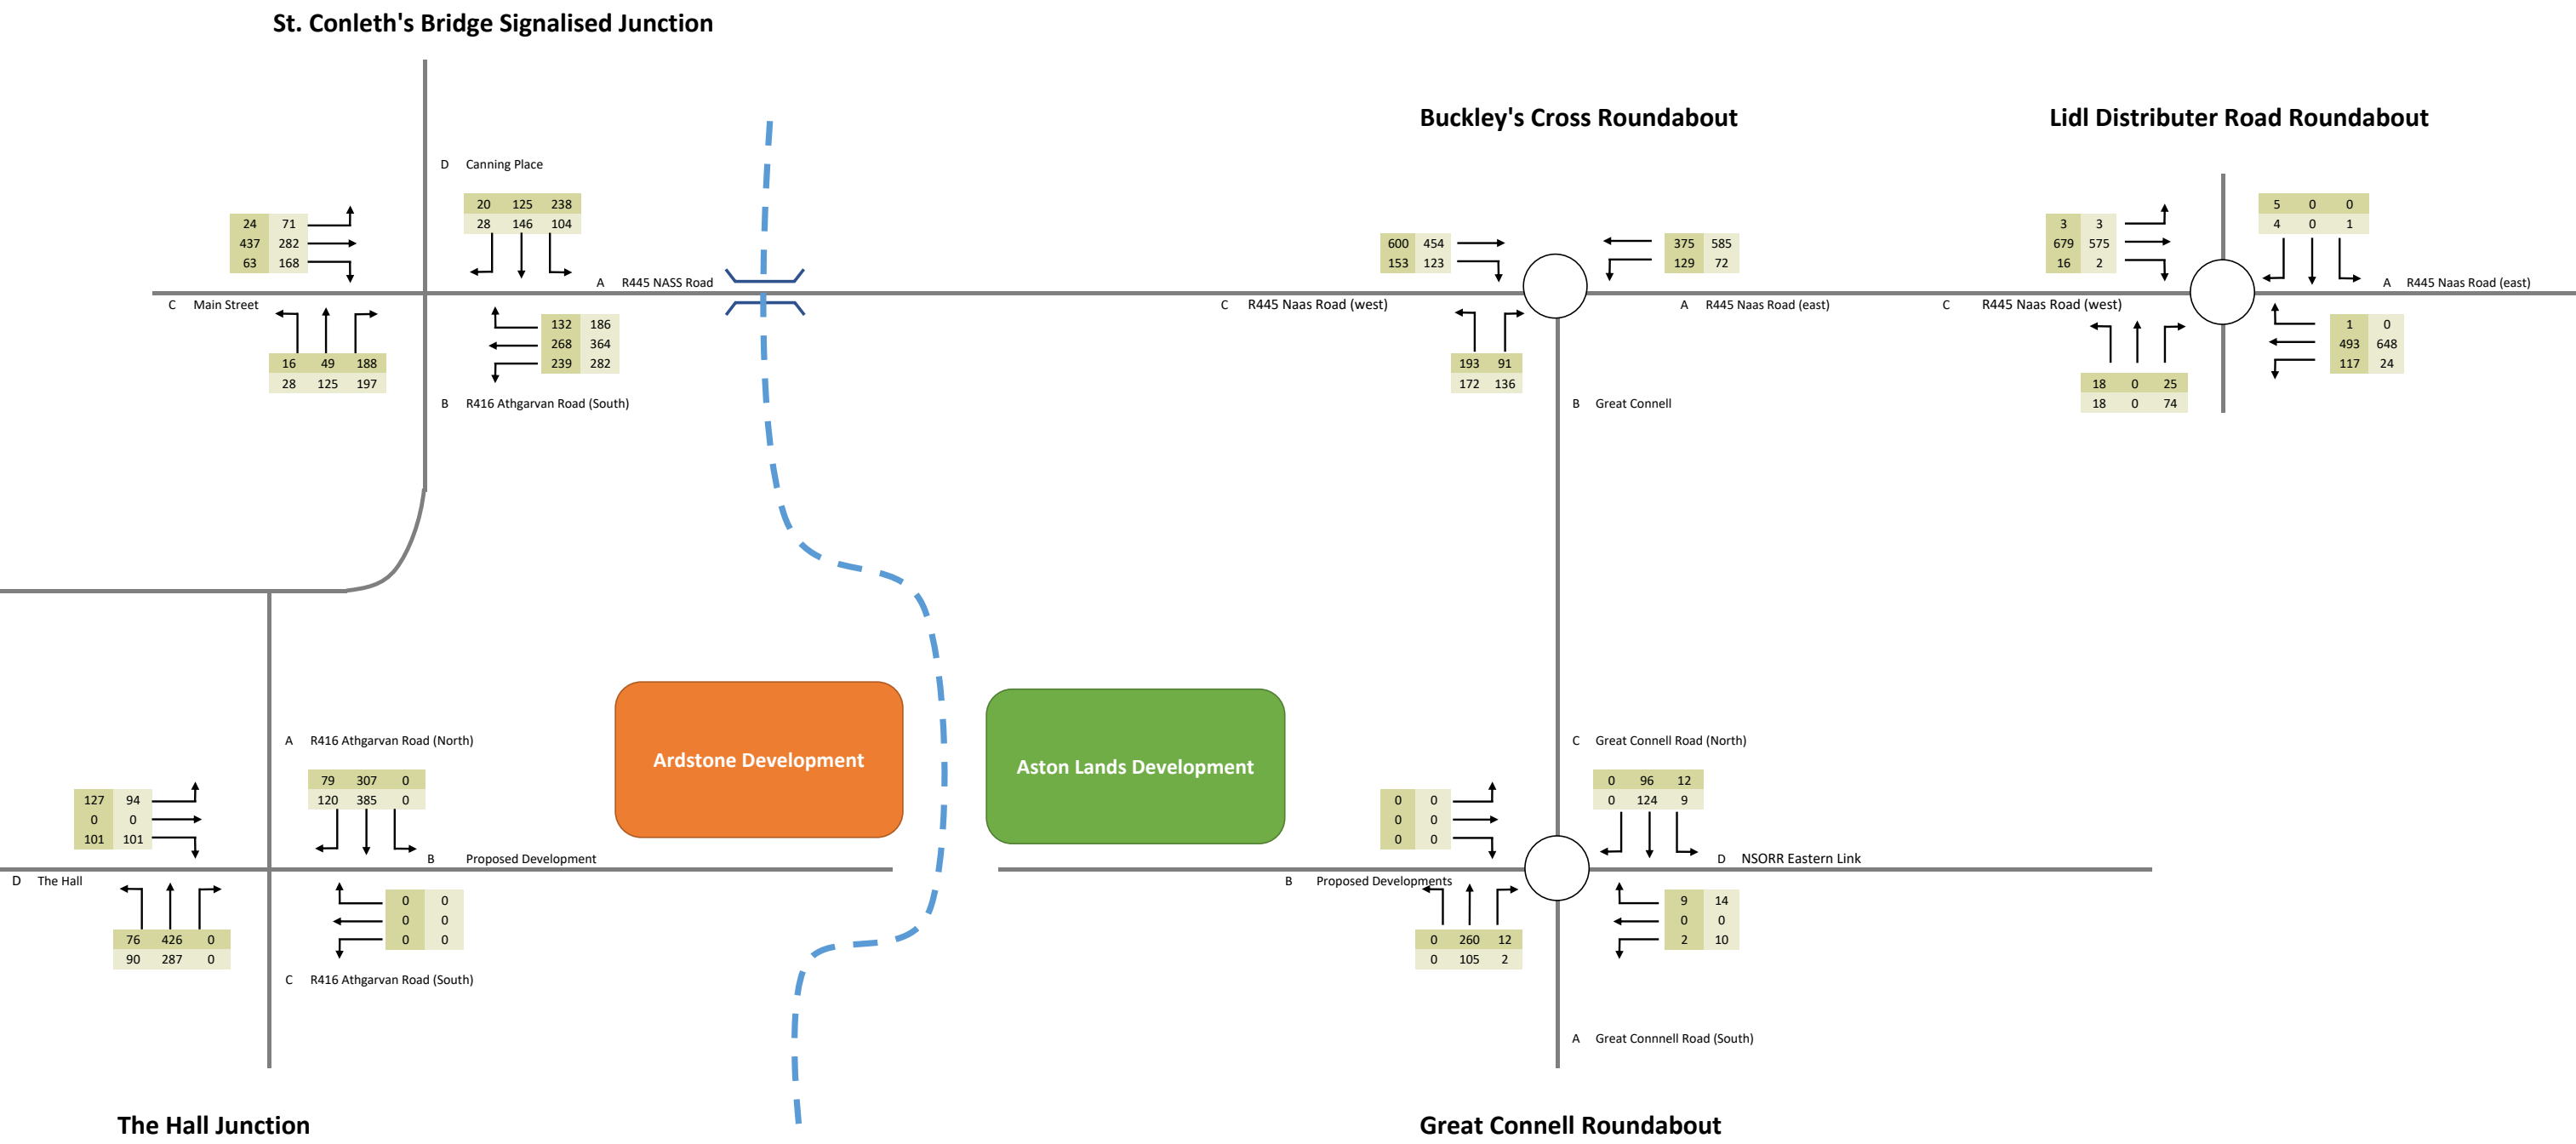 St. Conleth's Bridge Signalised Junction
Buckley's Cross Roundabout
Lidl Distributer Road Roundabout
D Canning Place
20 125 238
28 146 104
24 71
437 282
63 168
A R445 NASS Road
C Main Street
132 186
268 364
239 282
16 49 188
28 125 197
B R416 Athgarvan Road (South)
600 454
153 123
375 585
129 72
C R445 Naas Road (west)
A R445 Naas Road (east)
193 91
172 136
B Great Connell
5 0 0
4 0 1
3 3
679 575
16 2
A R445 Naas Road (east)
C R445 Naas Road (west)
1 0
493 648
117 24
18 0 25
18 0 74
Ardstone Development
Aston Lands Development
A R416 Athgarvan Road (North)
79 307 0
120 385 0
127 94
0 0
101 101
B Proposed Development
D The Hall
0 0
0 0
0 0
76 426 0
90 287 0
C R416 Athgarvan Road (South)
C Great Connell Road (North)
0 96 12
0 124 9
0 0
0 0
0 0
D NSORR Eastern Link
B Proposed Developments
9 14
0 0
2 10
0 260 12
0 105 2
A Great Connnell Road (South)
The Hall Junction
Great Connell Roundabout